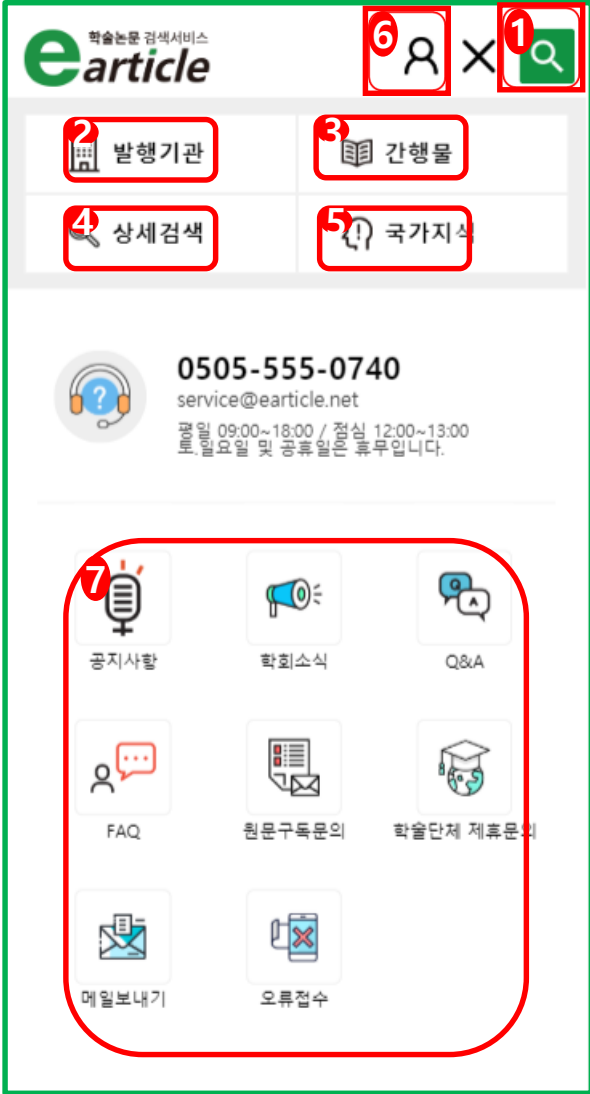 학술논문 검색서비스
earticle
6
1
2
발행기관
3
간행물
4
상세검색
5
국가지식
?
0505-555-0740
service@earticle.net
평일 09:00~18:00 / 점심 12:00~13:00
토.일요일 및 공휴일은 휴무입니다.
7
Q
A
공지사항
학회소식
Q&A
FAQ
원문구독문의
학술단체 제휴문의
메일보내기
오류접수